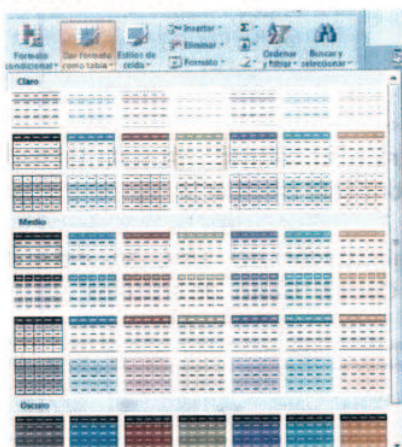 Insertar
Eliminar
Formato
Σ
Formato condicional
Dar formato como tabla
Estilos de celda
Ordenar y filtrar
Buscar y seleccionar
Claro
Medio
Oscuro